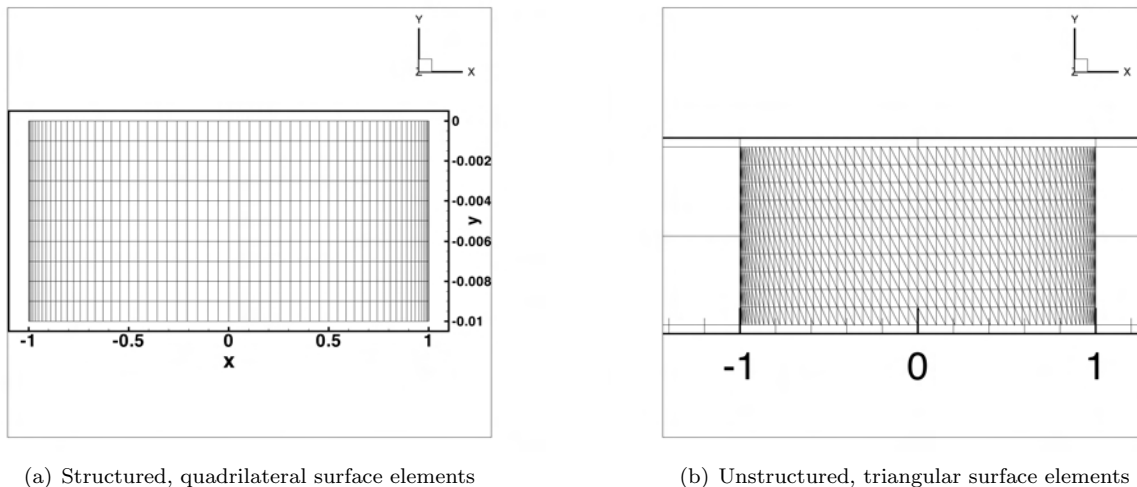 Y
Z
X
0
-0.002
-0.004
y
-0.006
-0.008
-0.01
-1
-0.5
0
0.5
1
x
Y
Z
X
-1
0
1
(a) Structured, quadrilateral surface elements
(b) Unstructured, triangular surface elements